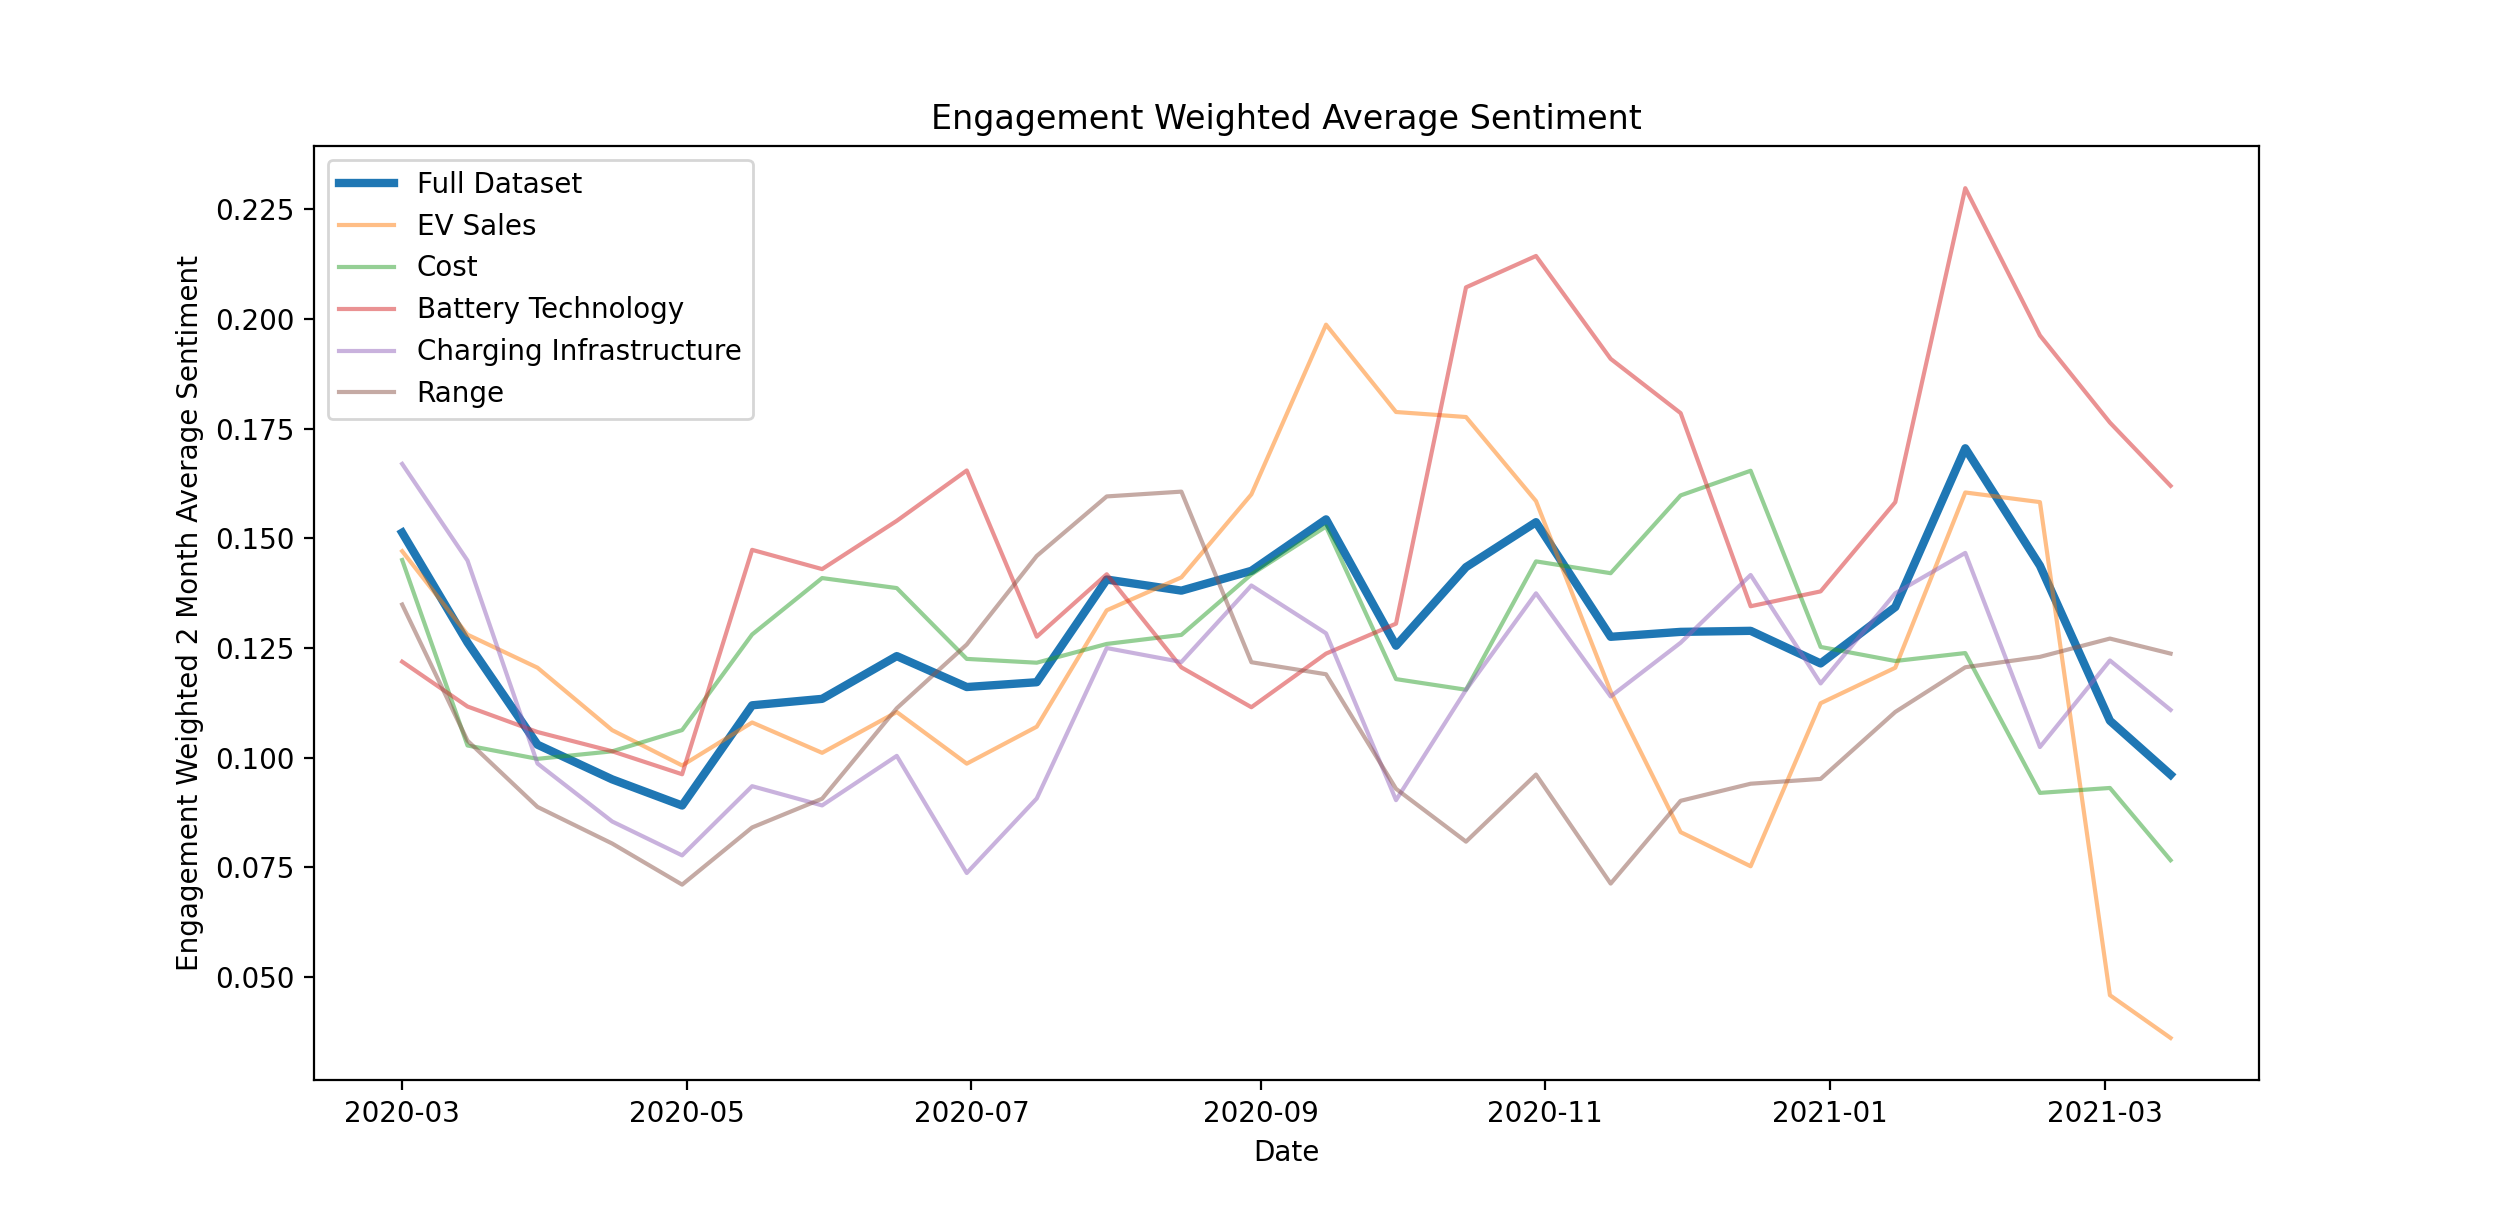 Engagement Weighted Average Sentiment
Full Dataset
EV Sales
Cost
Battery Technology
Charging Infrastructure
Range
Engagement Weighted 2 Month Average Sentiment
0.225
0.200
0.175
0.150
0.125
0.100
0.075
0.050
2020-03 2020-05 2020-07 2020-09 2020-11 2021-01 2021-03
Date